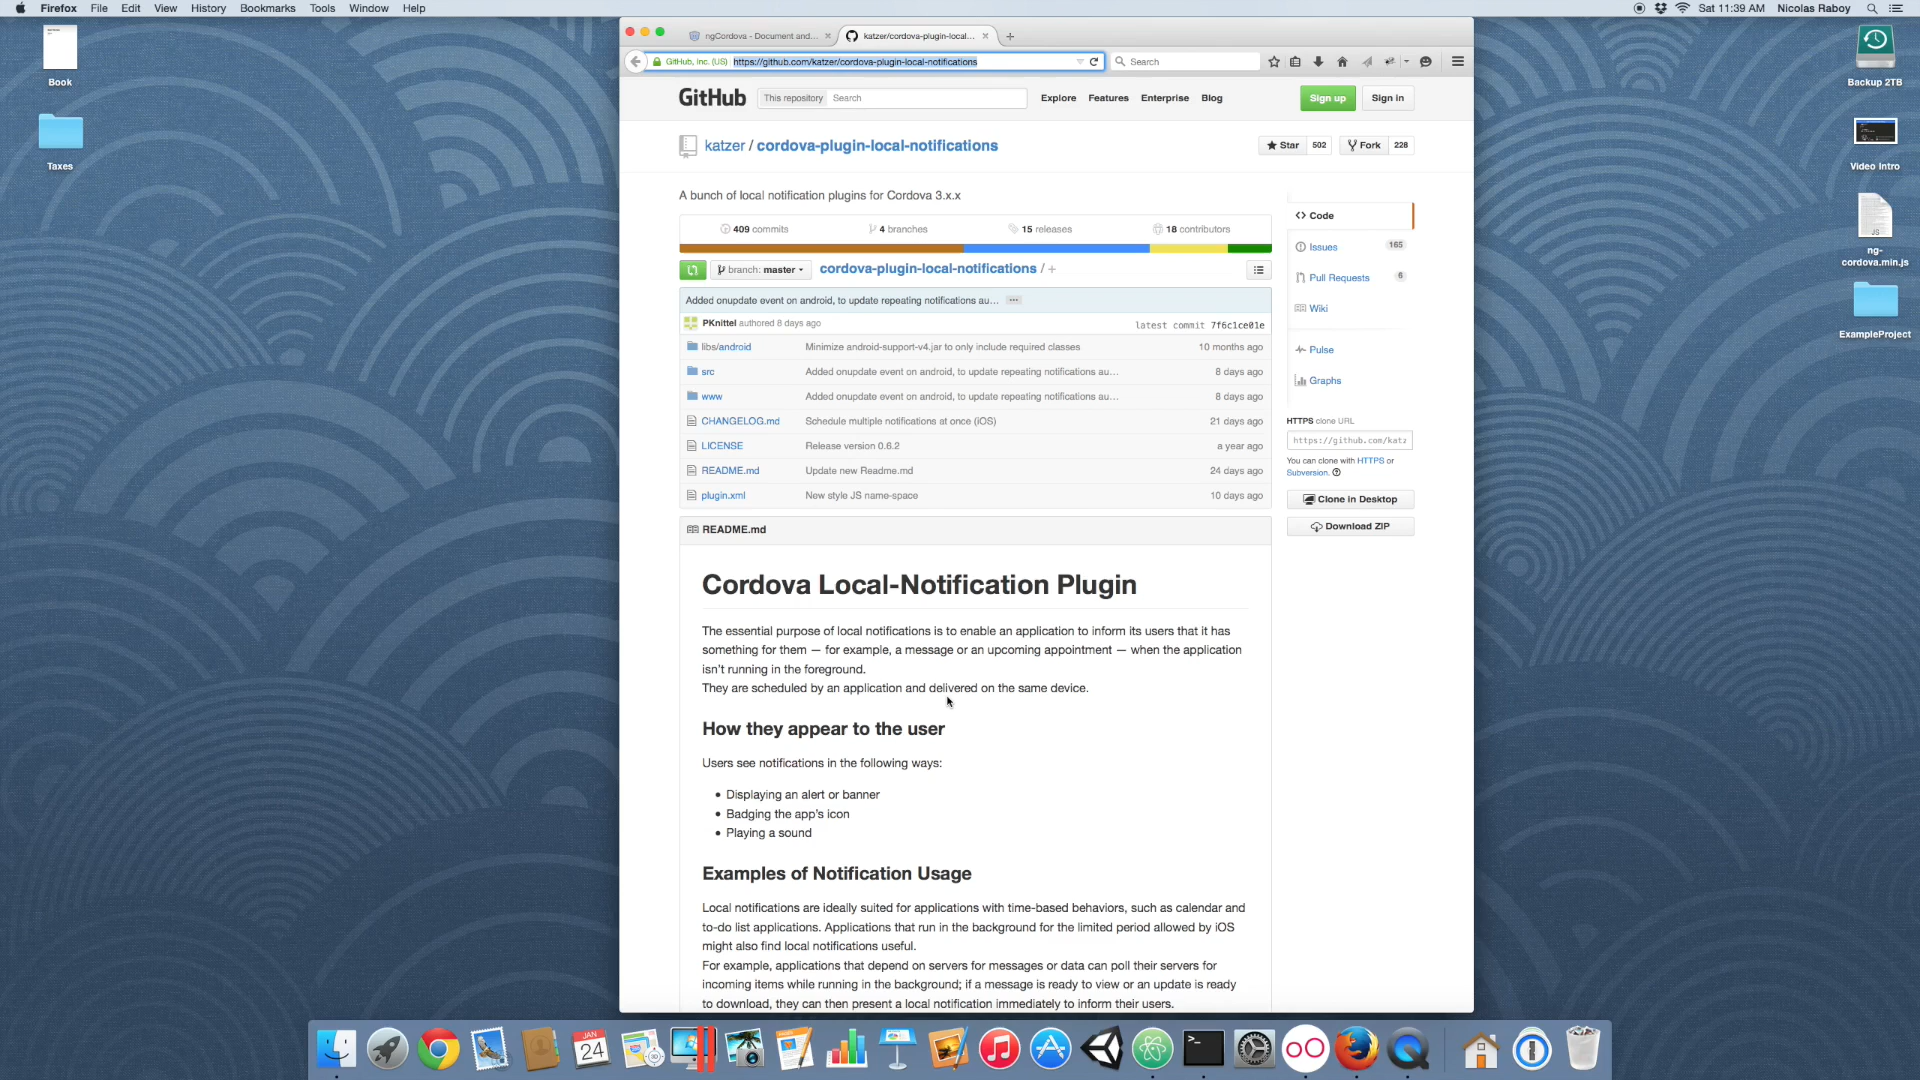 Firefox File Edit View History Bookmarks Tools Window Help
Sat 11:39 AM Nicolas Raboy
Book
Taxes
Backup 2TB
Video Intro
JS
ng-
cordova.min.js
ExampleProject
ngCordova - Document and...
katzer/cordova-plugin-local...
GitHub, Inc. (US) https://github.com/katzer/cordova-plugin-local-notifications
Search
GitHub This repository Search Explore Features Enterprise Blog Sign up Sign in
katzer / cordova-plugin-local-notifications
Star 502 Fork 228
A bunch of local notification plugins for Cordova 3.x.x
409 commits 4 branches 15 releases 18 contributors
branch: master cordova-plugin-local-notifications / +
Added onupdate event on android, to update repeating notifications au... ...
PKnittel authored 8 days ago latest commit 7f6c1ce01e
libs/android Minimize android-support-v4.jar to only include required classes 10 months ago
src Added onupdate event on android, to update repeating notifications au... 8 days ago
www Added onupdate event on android, to update repeating notifications au... 8 days ago
CHANGELOG.md Schedule multiple notifications at once (iOS) 21 days ago
LICENSE Release version 0.6.2 a year ago
README.md Update new Readme.md 24 days ago
plugin.xml New style JS name-space 10 days ago
Code
Issues 165
Pull Requests 6
Wiki
Pulse
Graphs
HTTPS clone URL
https://github.com/katz
You can clone with HTTPS or
Subversion.
Clone in Desktop
Download ZIP
README.md
Cordova Local-Notification Plugin
The essential purpose of local notifications is to enable an application to inform its users that it has
something for them — for example, a message or an upcoming appointment — when the application
isn't running in the foreground.
They are scheduled by an application and delivered on the same device.
How they appear to the user
Users see notifications in the following ways:
• Displaying an alert or banner
• Badging the app's icon
• Playing a sound
Examples of Notification Usage
Local notifications are ideally suited for applications with time-based behaviors, such as calendar and
to-do list applications. Applications that run in the background for the limited period allowed by iOS
might also find local notifications useful.
For example, applications that depend on servers for messages or data can poll their servers for
incoming items while running in the background; if a message is ready to view or an update is ready
to download, they can then present a local notification immediately to inform their users.
JAN
24